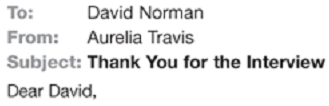 To: David Norman
From: Aurelia Travis
Subject: Thank You for the Interview
Dear David,